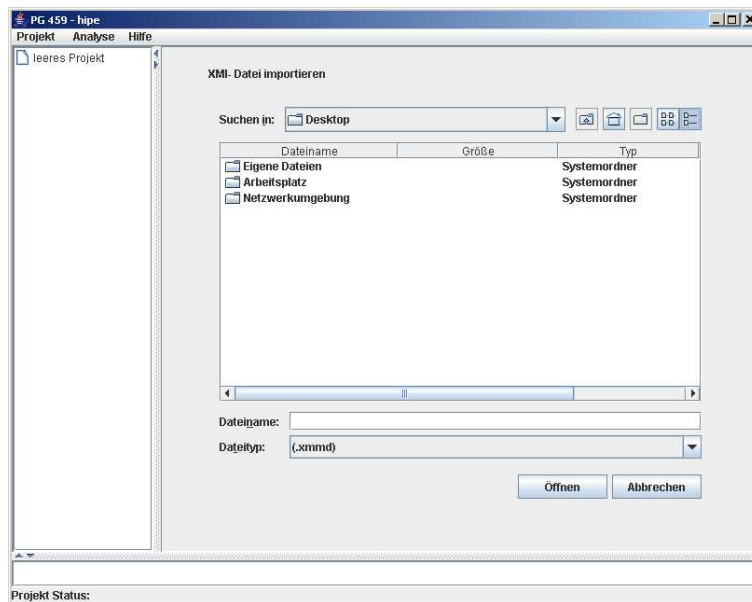 PG 459 - hipe
Projekt Analyse Hilfe
leeres Projekt
XMI- Datei importieren
Suchen in: Desktop
Dateiname Größe Typ
Eigene Dateien Systemordner
Arbeitsplatz Systemordner
Netzwerkumgebung Systemordner
Dateiname:
Dateityp: (.xmmd)
Öffnen Abbrechen
Projekt Status: